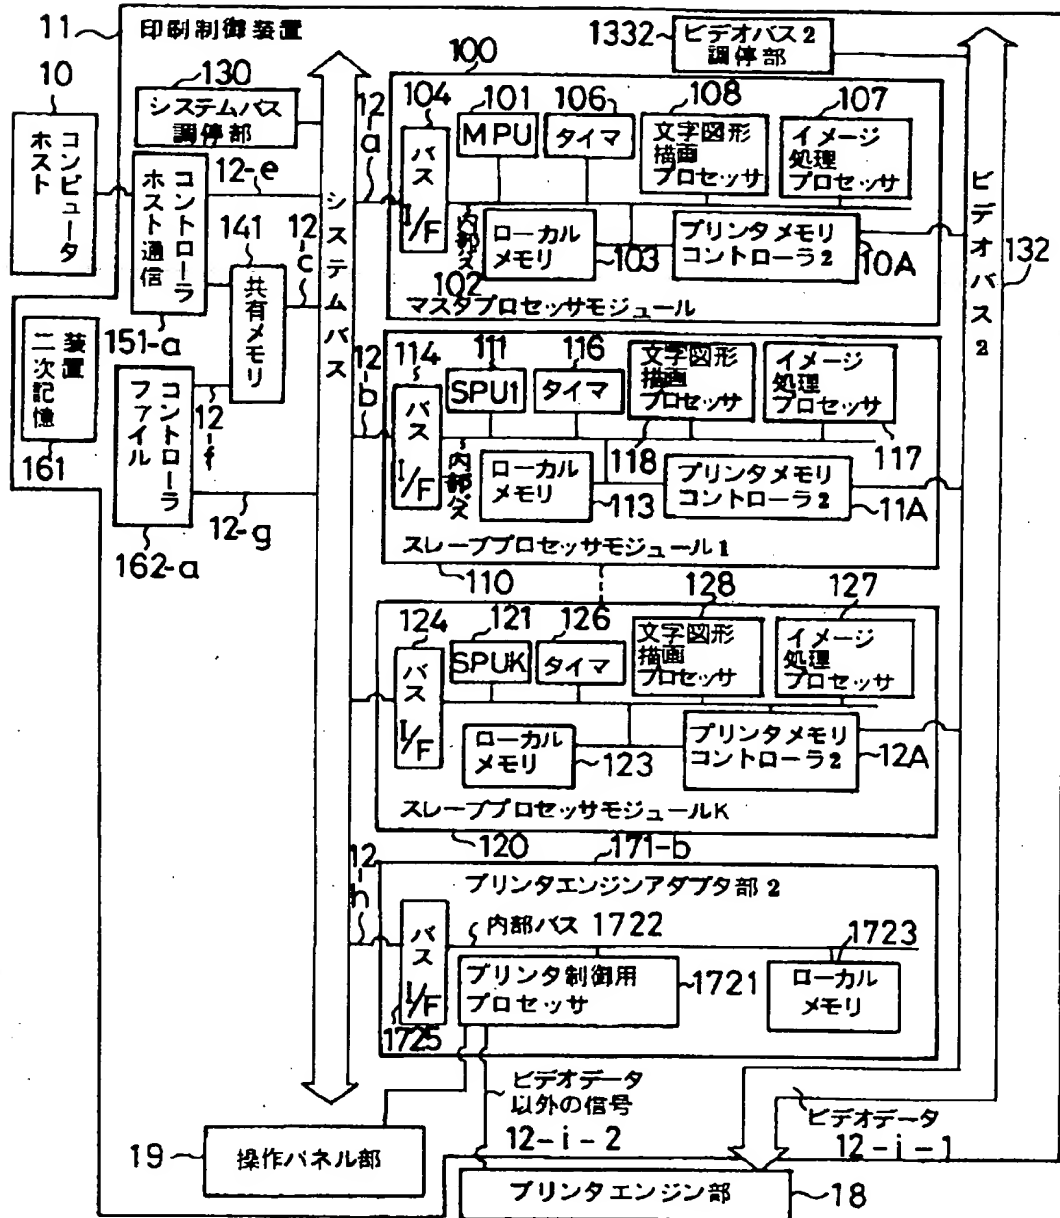 11
印刷制御装置
10
ホスト
コンピュータ
130
システムバス
調停部
12-e
ホスト通信
コントローラ
151-a
141
共有メモリ
12-c
二次記憶
装置
161
ファイル
コントローラ
162-a
12-f
12-g
システムバス
1332
ビデオバス2
調停部
ビデオバス2
132
100
12-a
104
バス
I/F
101
MPU
106
タイマ
108
文字図形
描画
プロセッサ
107
イメージ
処理
プロセッサ
内部バス
102
ローカル
メモリ
103
プリンタメモリ
コントローラ2
10A
マスタプロセッサモジュール
12-b
114
バス
I/F
111
SPU1
116
タイマ
文字図形
描画
プロセッサ
118
イメージ
処理
プロセッサ
117
内部バス
ローカル
メモリ
113
プリンタメモリ
コントローラ2
11A
スレーブプロセッサモジュール1
110
124
バス
I/F
121
SPUK
126
タイマ
128
文字図形
描画
プロセッサ
127
イメージ
処理
プロセッサ
ローカル
メモリ
123
プリンタメモリ
コントローラ2
12A
スレーブプロセッサモジュールK
120
171-b
プリンタエンジンアダプタ部2
12-h
バス
I/F
1725
内部バス 1722
プリンタ制御用
プロセッサ
1721
1723
ローカル
メモリ
ビデオデータ
以外の信号
12-i-2
ビデオデータ
12-i-1
19
操作パネル部
プリンタエンジン部
18